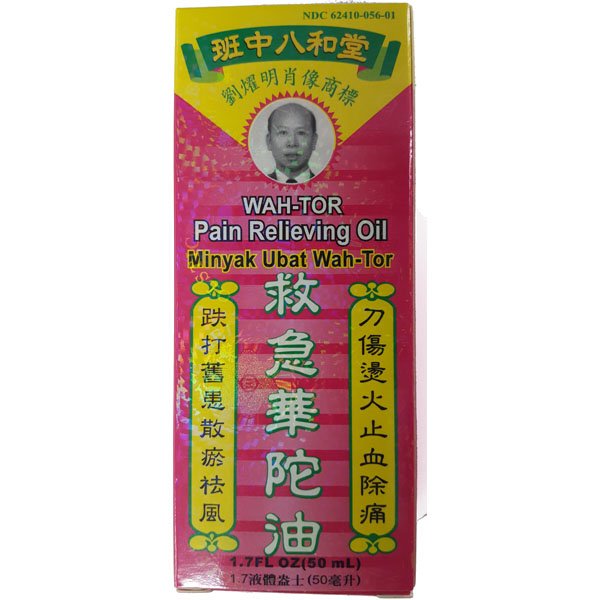 NDC 62410-056-01
班中八和堂
劉燿明肖像商標
WAH-TOR
Pain Relieving Oil
Minyak Ubat Wah-Tor
救急華陀油
刀傷燙火止血除痛
跌打舊患散瘀祛風
1.7FL OZ(50 mL)
1.7液體盎士(50毫升)